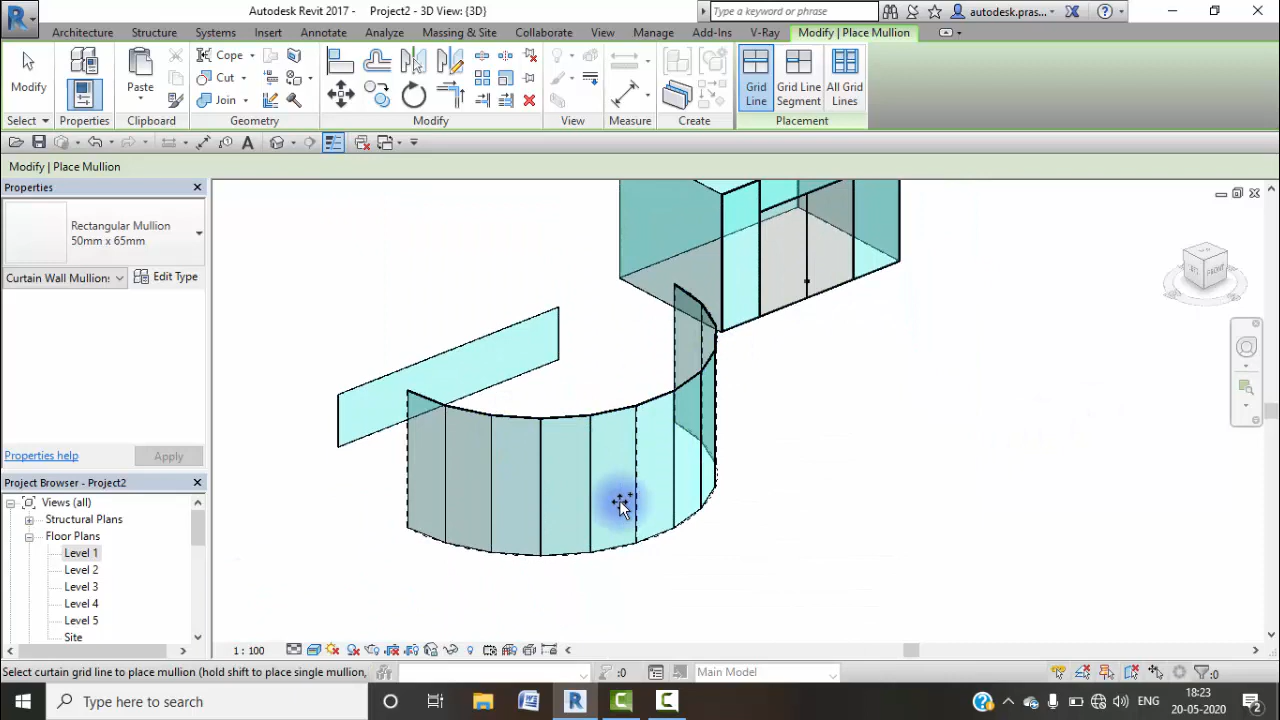 Autodesk Revit 2017 - Project2 - 3D View: {3D}
Type a keyword or phrase
autodesk.pras...
Architecture Structure Systems Insert Annotate Analyze Massing & Site Collaborate View Manage Add-Ins V-Ray Modify | Place Mullion
Modify
Paste
Cope
Cut
Join
Grid Line
Grid Line Segment
All Grid Lines
Select Properties Clipboard Geometry Modify View Measure Create Placement
Modify | Place Mullion
Properties
Rectangular Mullion
50mm x 65mm
Curtain Wall Mullions
Edit Type
Properties help
Apply
Project Browser - Project2
Views (all)
Structural Plans
Floor Plans
Level 1
Level 2
Level 3
Level 4
Level 5
Site
FRONT
1 : 100
Select curtain grid line to place mullion (hold shift to place single mullion,
:0
Main Model
:0
Type here to search
ENG
18:23
20-05-2020
2